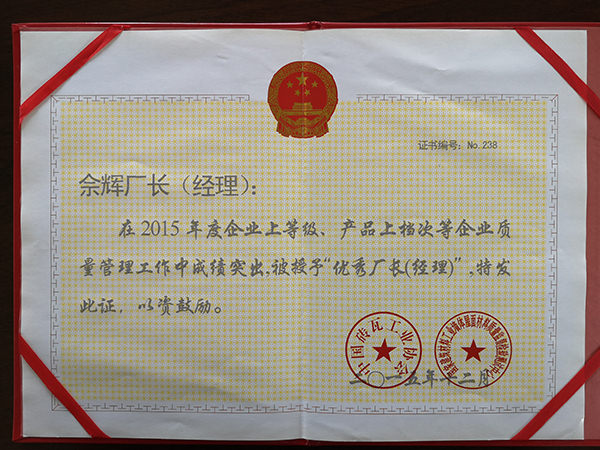 证书编号：No.238
佘辉厂长（经理）：
在2015年度企业上等级、产品上档次等企业质
量管理工作中成绩突出,被授予“优秀厂长(经理)”,特发
此证，以资鼓励。
中国砖瓦工业协会
二〇一五年十二月